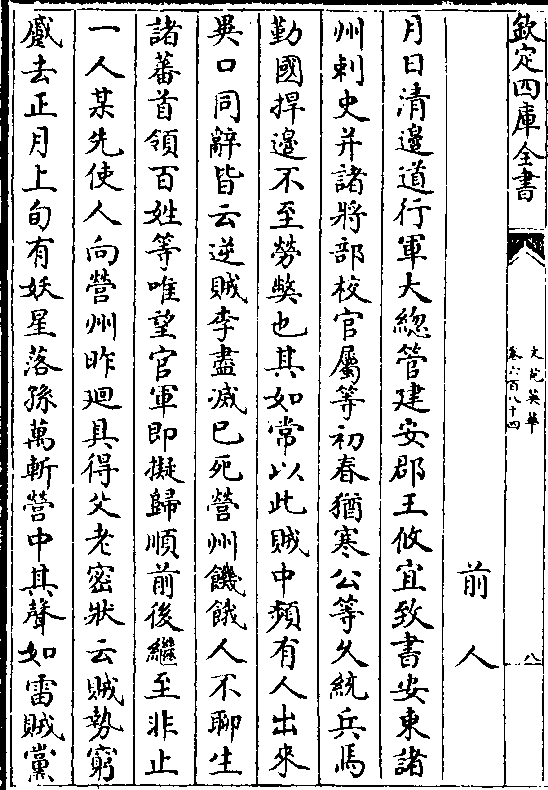 欽定四庫全書
文苑英華
卷六百八十四
八
前人
月日清邊道行軍大總管建安郡王攸宜致書安東諸
州刺史并諸將部校官屬等初春猶寒公等久統兵馬
勤國捍邊不至勞獘也其如常以此賊中頻有人出來
異口同辭皆云逆賊李盡滅已死營州饑餓人不聊生
諸蕃首領百姓等唯望官軍即擬歸順前後繼至非止
一人某先使人向營州昨廻具得父老密狀云賊勢窮
蹙去正月上旬有妖星落孫萬斬營中其聲如雷賊黨